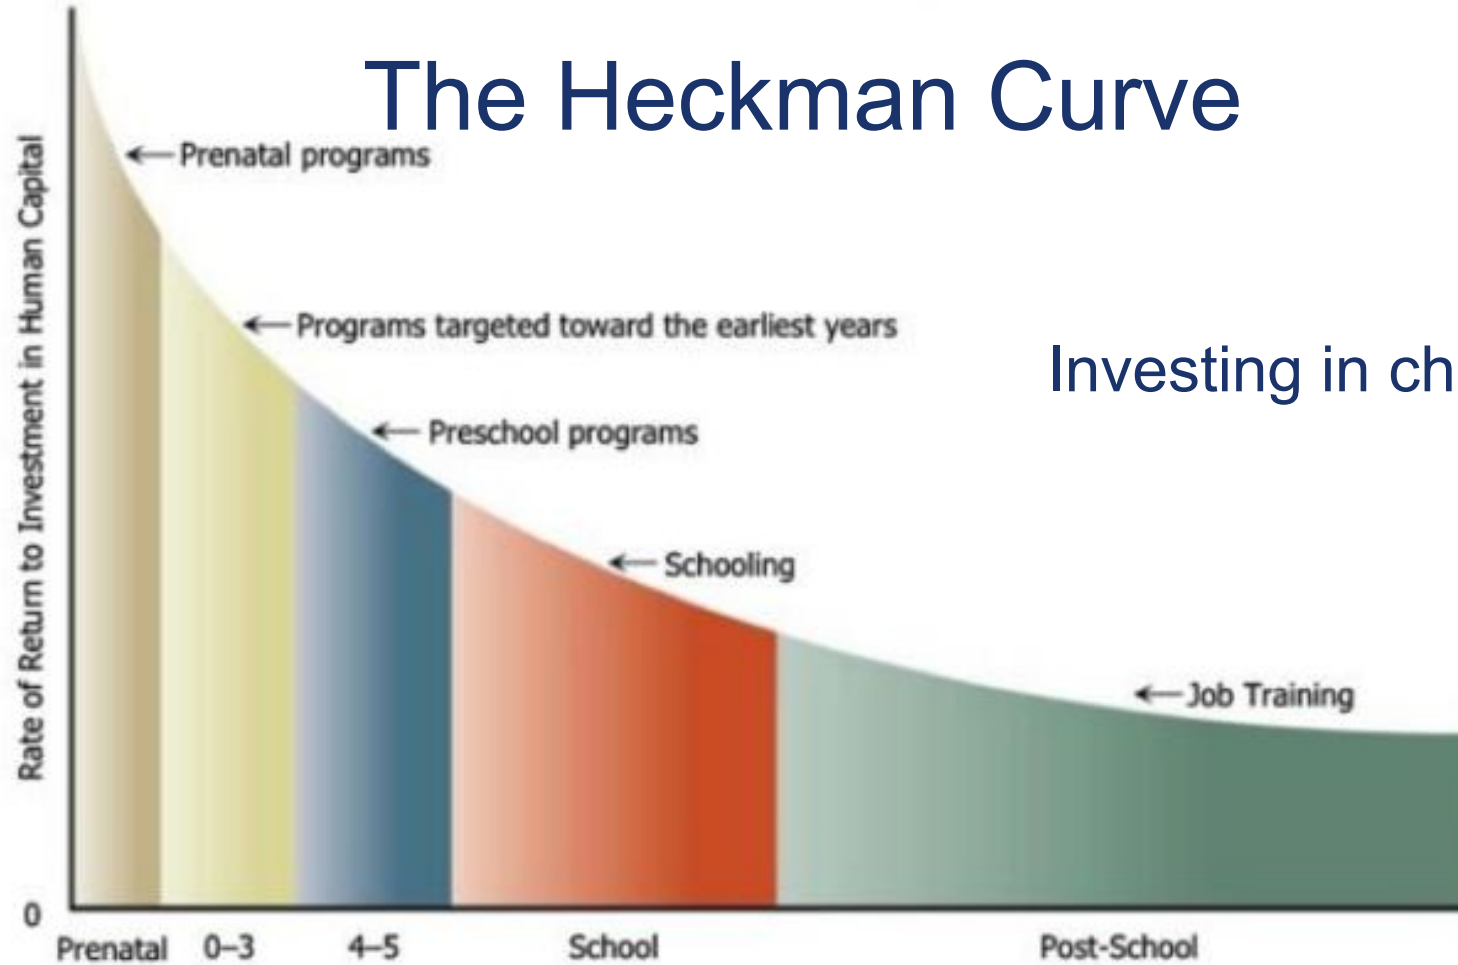 The Heckman Curve
Rate of Return to Investment in Human Capital
←Prenatal programs
←Programs targeted toward the earliest years
Investing in ch
←Preschool programs
←Schooling
←Job Training
0
Prenatal 0–3 4–5 School Post-School